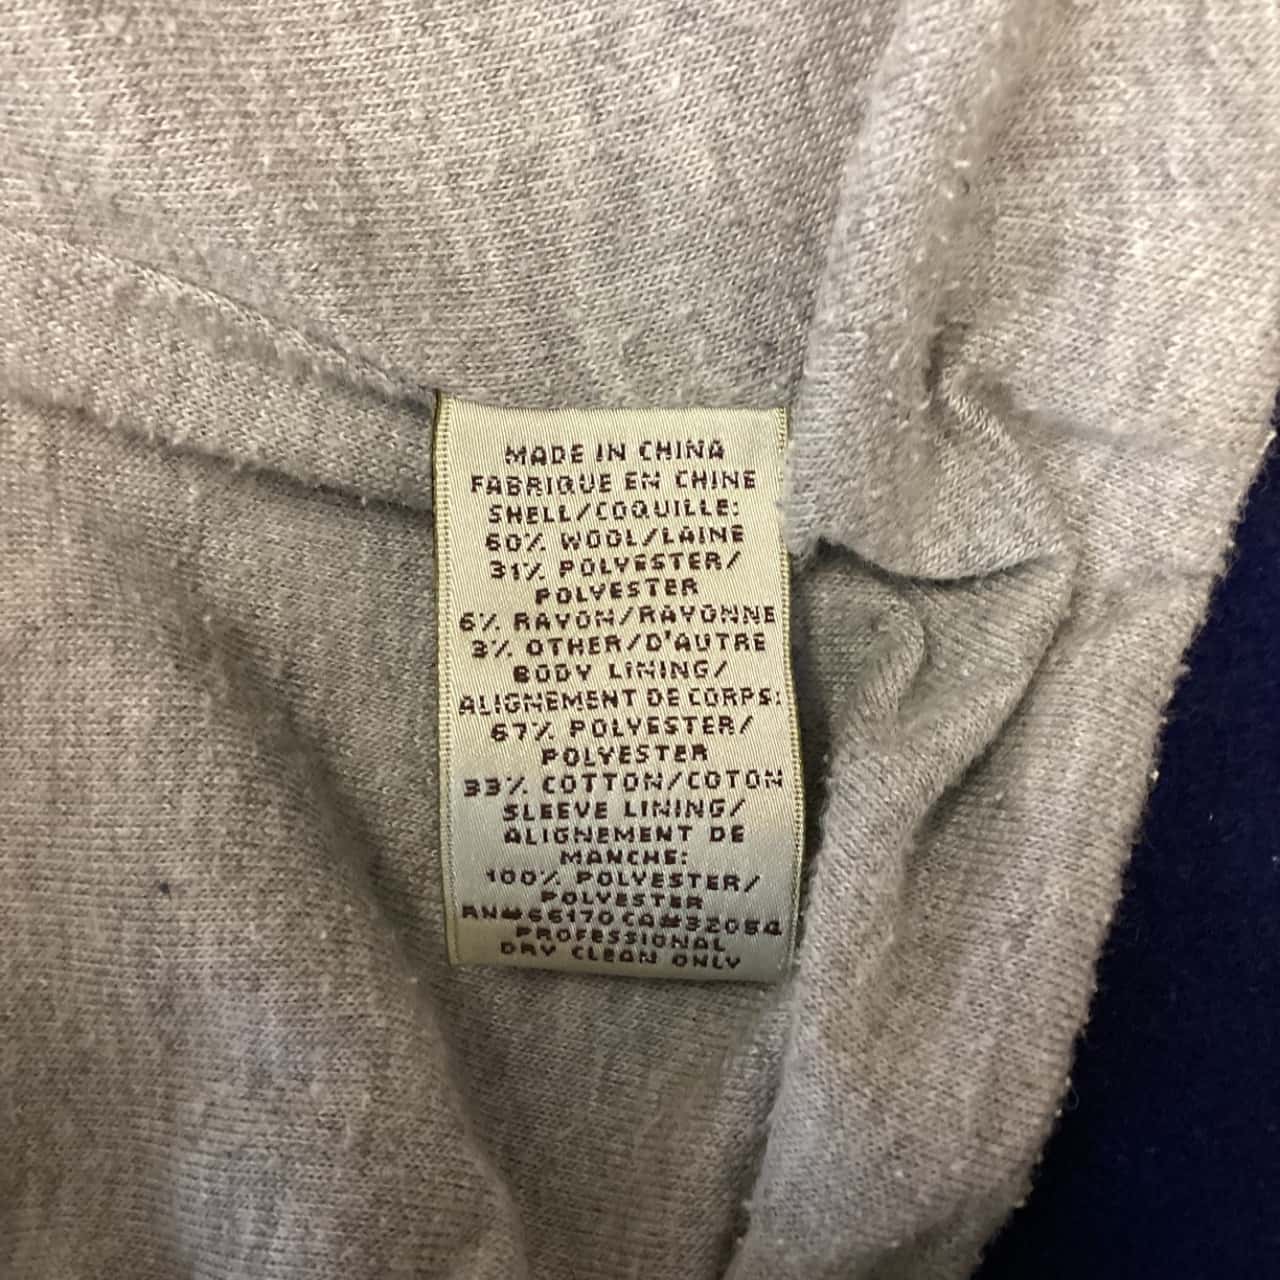 MADE IN CHINA
FABRIQUE EN CHINE
SHELL/COQUILLE:
60% WOOL/LAINE
31% POLYESTER/
POLYESTER
6% RAYON/RAYONNE
3% OTHER/D'AUTRE
BODY LINING/
ALIGNEMENT DE CORPS:
67% POLYESTER/
POLYESTER
33% COTTON/COTON
SLEEVE LINING/
ALIGNEMENT DE
MANCHE:
100% POLYESTER/
POLYESTER
RN#66170 CA#32054
PROFESSIONAL
DRY CLEAN ONLY